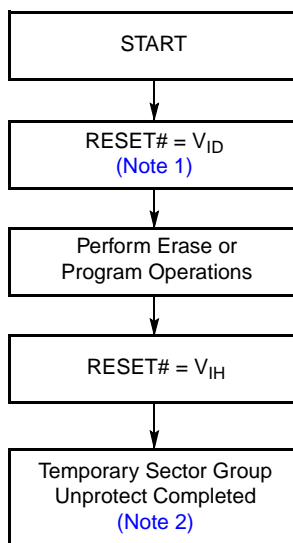 START
RESET# = VID
(Note 1)
Perform Erase or
Program Operations
RESET# = VIH
Temporary Sector Group
Unprotect Completed
(Note 2)